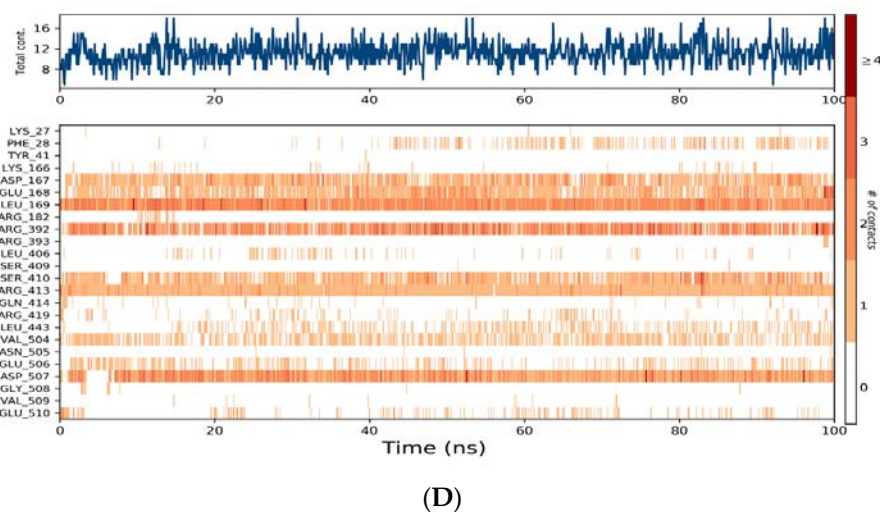 Total cont.
16
12
8
0
20
40
60
80
100
LYS_27
PHE_28
TYR_41
LYS_166
ASP_167
GLU_168
LEU_169
ARG_182
ARG_392
ARG_393
LEU_406
SER_409
SER_410
ARG_413
GLN_414
ARG_419
LEU_443
VAL_504
ASN_505
GLU_506
ASP_507
GLY_508
VAL_509
GLU_510
0
20
40
60
80
100
Time (ns)
≥4
3
2
1
0
# of contacts
(D)